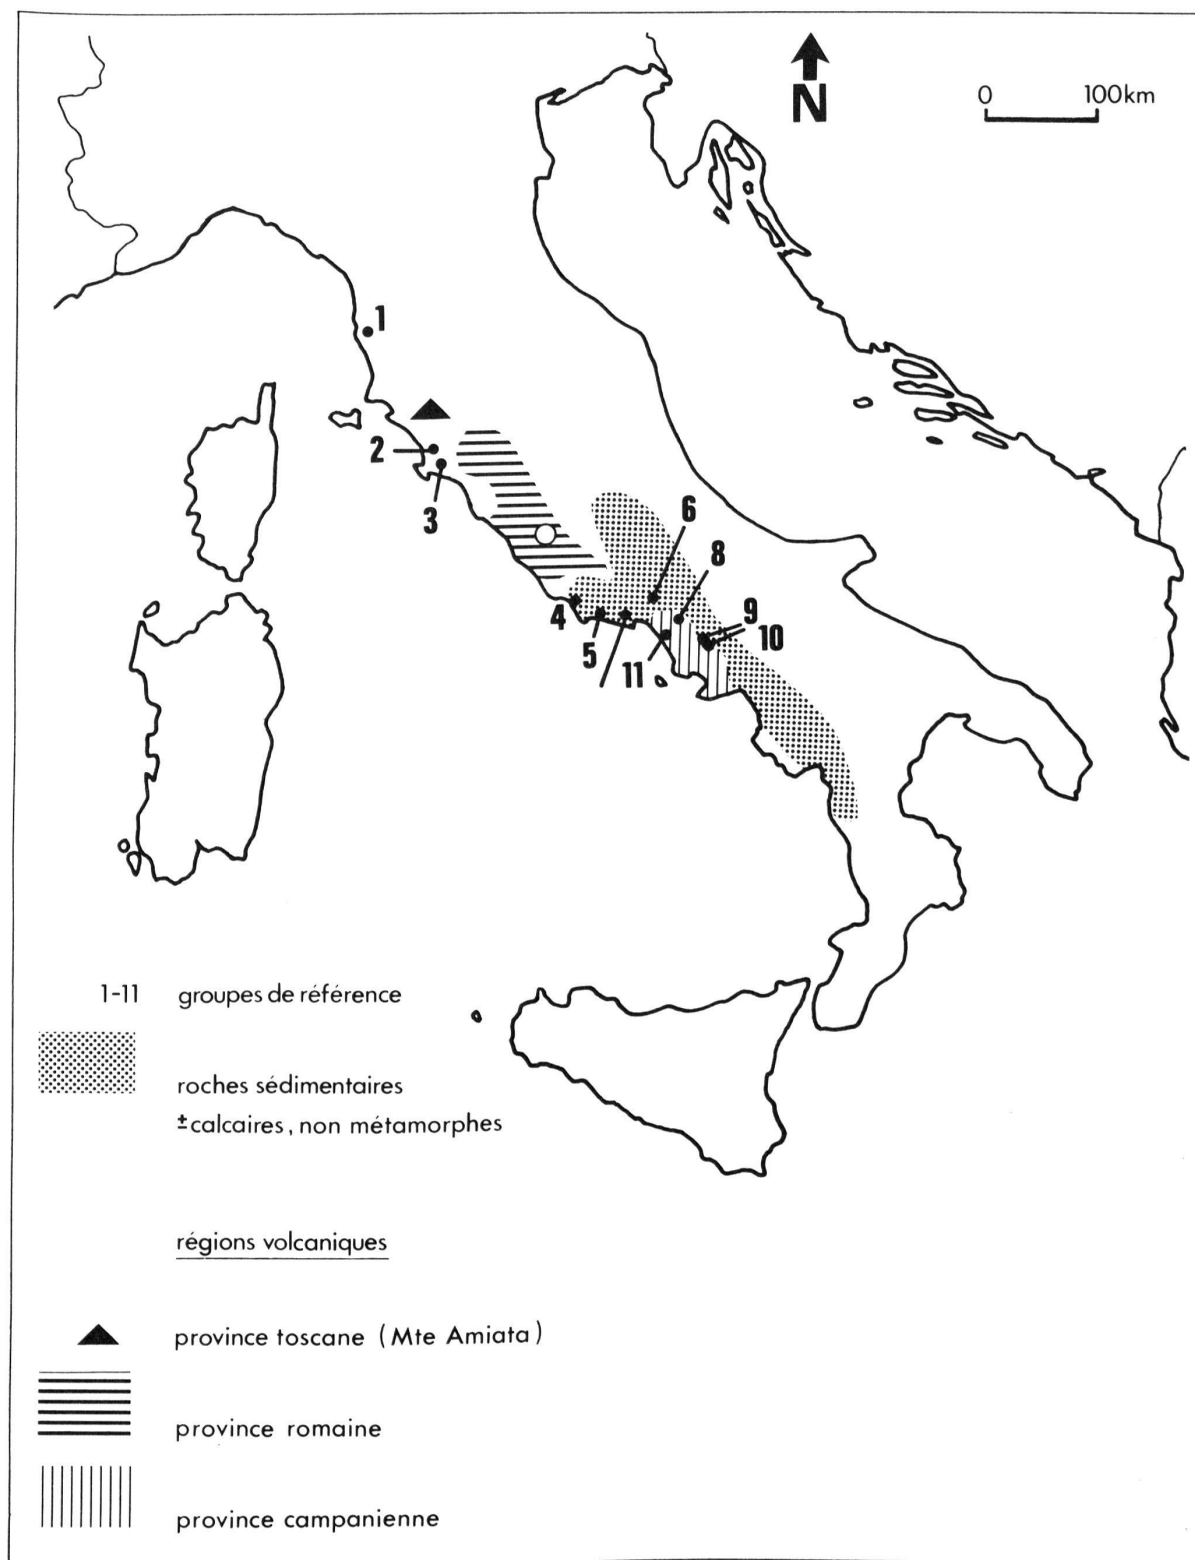 N
0 100km
1
2
3
6
8
4
9
5
10
11
1-11 groupes de référence
roches sédimentaires
±calcaires, non métamorphes
régions volcaniques
province toscane (Mte Amiata)
province romaine
province campanienne